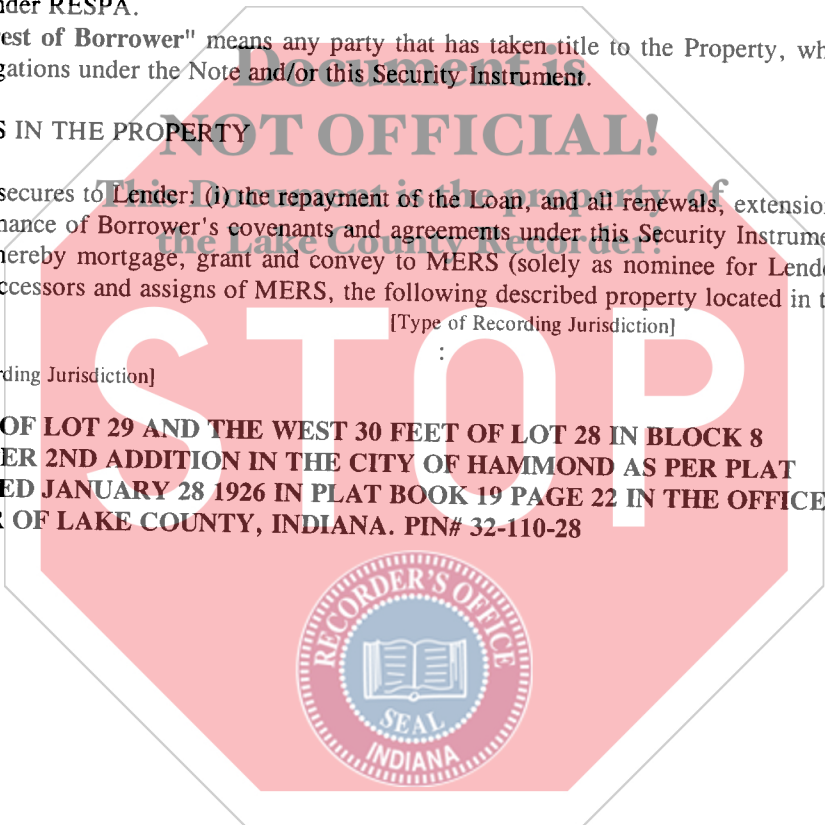 nder RESPA.
est of Borrower" means any party that has taken title to the Property, wh
gations under the Note and/or this Security Instrument.
Document is
S IN THE PROPERTY
NOT OFFICIAL!
secures to Lender: (i) the repayment of the Loan, and all renewals, extension
This Document is the property of
mance of Borrower's covenants and agreements under this Security Instrume
the Lake County Recorder!
hereby mortgage, grant and convey to MERS (solely as nominee for Lende
ccessors and assigns of MERS, the following described property located in t
[Type of Recording Jurisdiction]
:
rding Jurisdiction]
STOP
OF LOT 29 AND THE WEST 30 FEET OF LOT 28 IN BLOCK 8
ER 2ND ADDITION IN THE CITY OF HAMMOND AS PER PLAT
ED JANUARY 28 1926 IN PLAT BOOK 19 PAGE 22 IN THE OFFICE
R OF LAKE COUNTY, INDIANA. PIN# 32-110-28
RECORDER'S OFFICE
SEAL
INDIANA